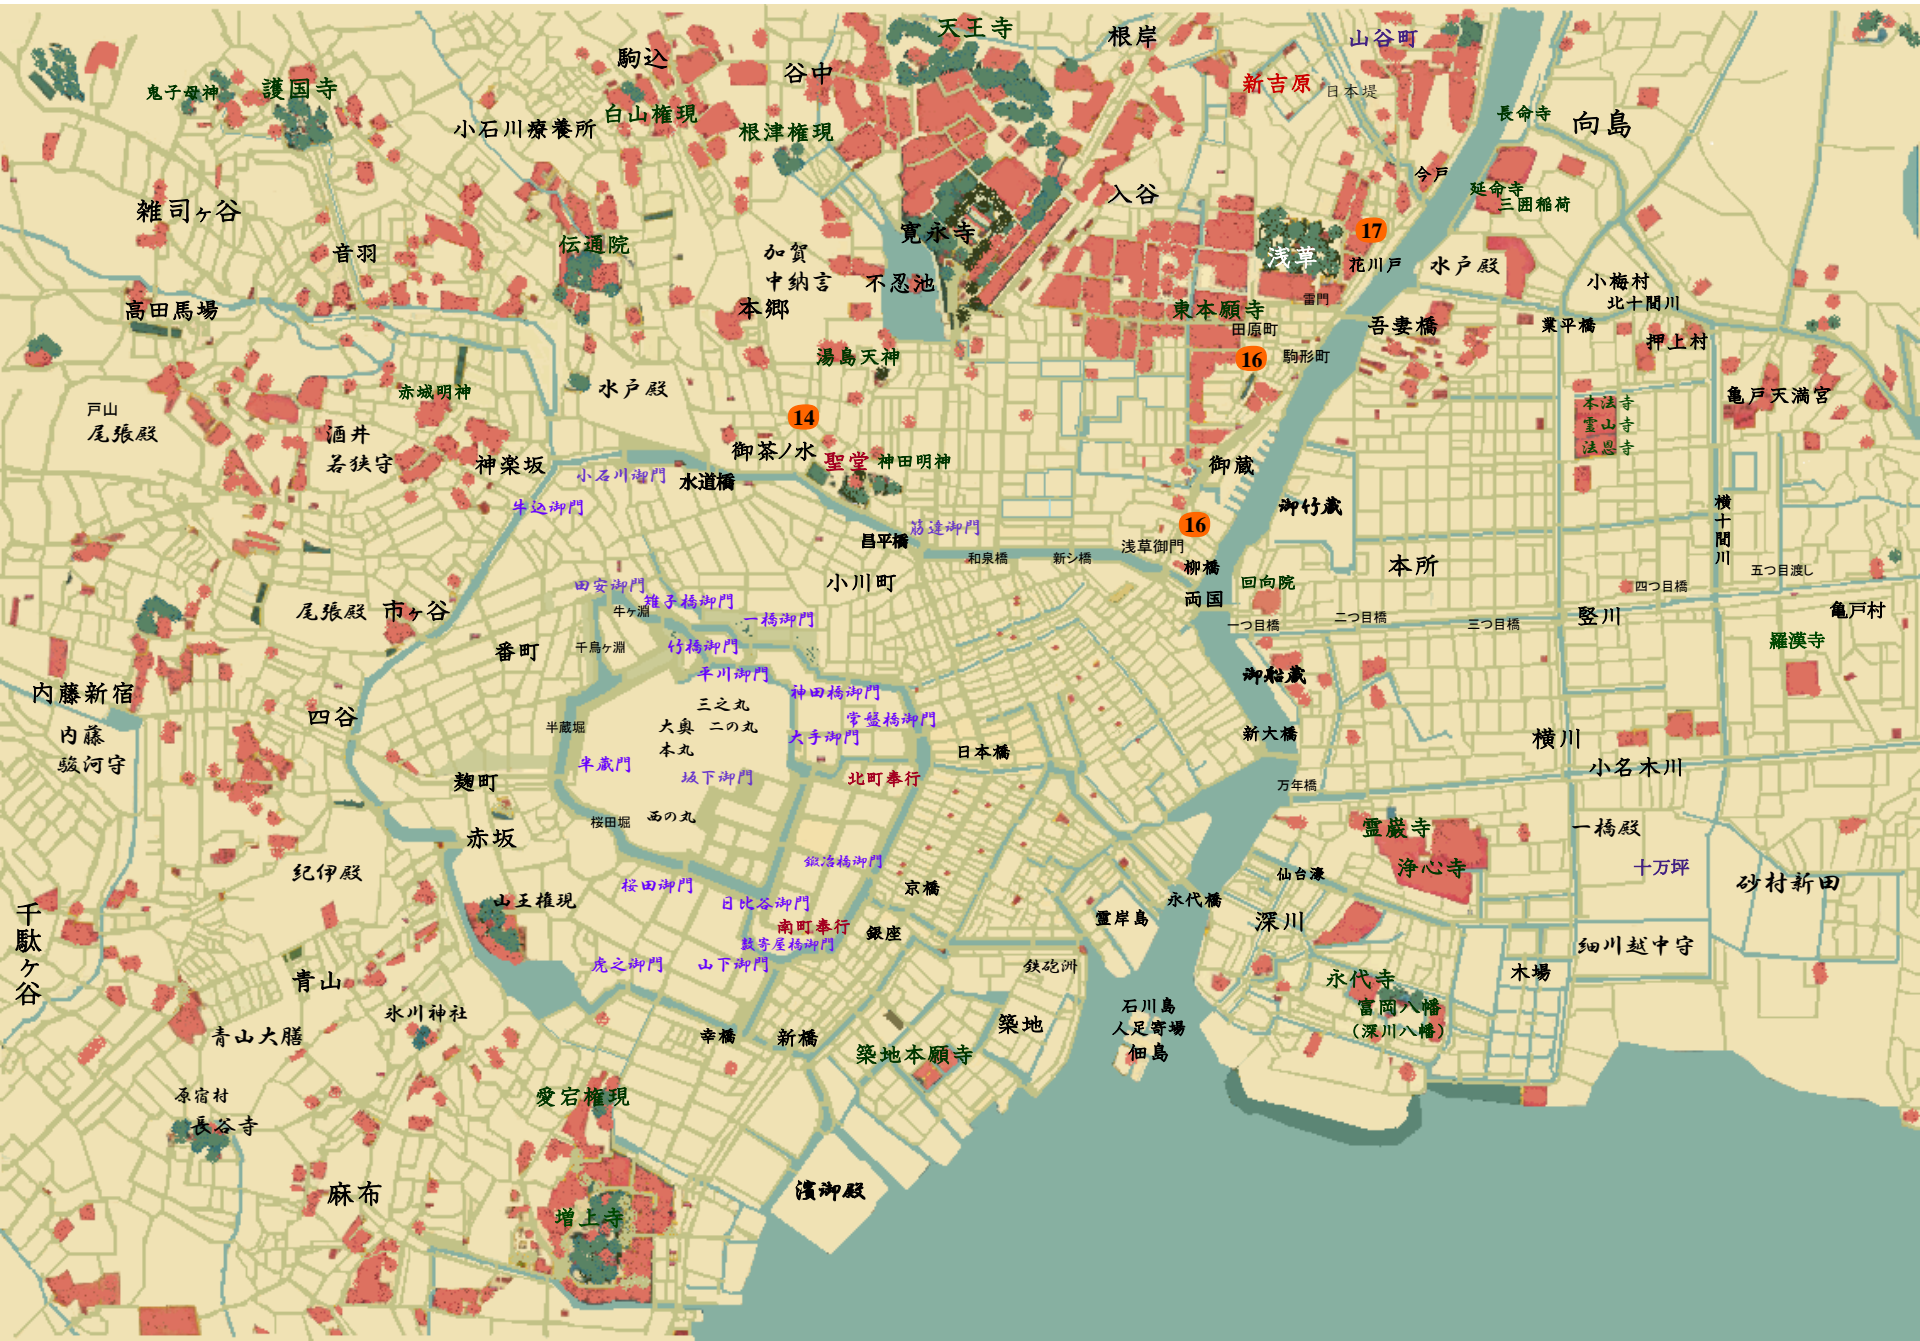 天王寺
根岸
山谷町
駒込
谷中
新吉原
日本堤
鬼子母神
護国寺
白山権現
根津権現
小石川療養所
長命寺
向島
今戸
入谷
延命寺
三囲稲荷
雑司ヶ谷
音羽
伝通院
寛永寺
17
浅草
花川戸
水戸殿
加賀
中納言
不忍池
本郷
小梅村
北十間川
高田馬場
東本願寺
雷門
田原町
吾妻橋
業平橋
押上村
湯島天神
16
駒形町
赤城明神
水戸殿
戸山
尾張殿
14
亀戸天満宮
本法寺
霊山寺
法恩寺
酒井
若狭守
神楽坂
御茶ノ水
聖堂
神田明神
御蔵
小石川御門
水道橋
牛込御門
御竹蔵
横十間川
16
筋違御門
昌平橋
和泉橋
新シ橋
浅草御門
柳橋
本所
五つ目渡し
田安御門
小川町
回向院
四つ目橋
雉子橋御門
両国
尾張殿
市ヶ谷
牛ヶ淵
一橋御門
一つ目橋
二つ目橋
三つ目橋
竪川
亀戸村
羅漢寺
番町
千鳥ヶ淵
竹橋御門
平川御門
御船蔵
内藤新宿
神田橋御門
三之丸
四谷
半蔵堀
大奥
二の丸
常盤橋御門
大手御門
本丸
新大橋
横川
内藤
駿河守
日本橋
半蔵門
坂下御門
北町奉行
小名木川
麹町
万年橋
西の丸
桜田堀
赤坂
霊巌寺
一橋殿
鍛冶橋御門
浄心寺
十万坪
紀伊殿
仙台濠
砂村新田
桜田御門
京橋
山王権現
日比谷御門
永代橋
霊岸島
深川
千駄ヶ谷
南町奉行
銀座
数寄屋橋御門
細川越中守
虎之御門
山下御門
鉄砲洲
木場
青山
永代寺
富岡八幡
(深川八幡)
氷川神社
石川島
人足寄場
佃島
青山大膳
幸橋
新橋
築地
築地本願寺
原宿村
長谷寺
愛宕権現
麻布
濱御殿
増上寺